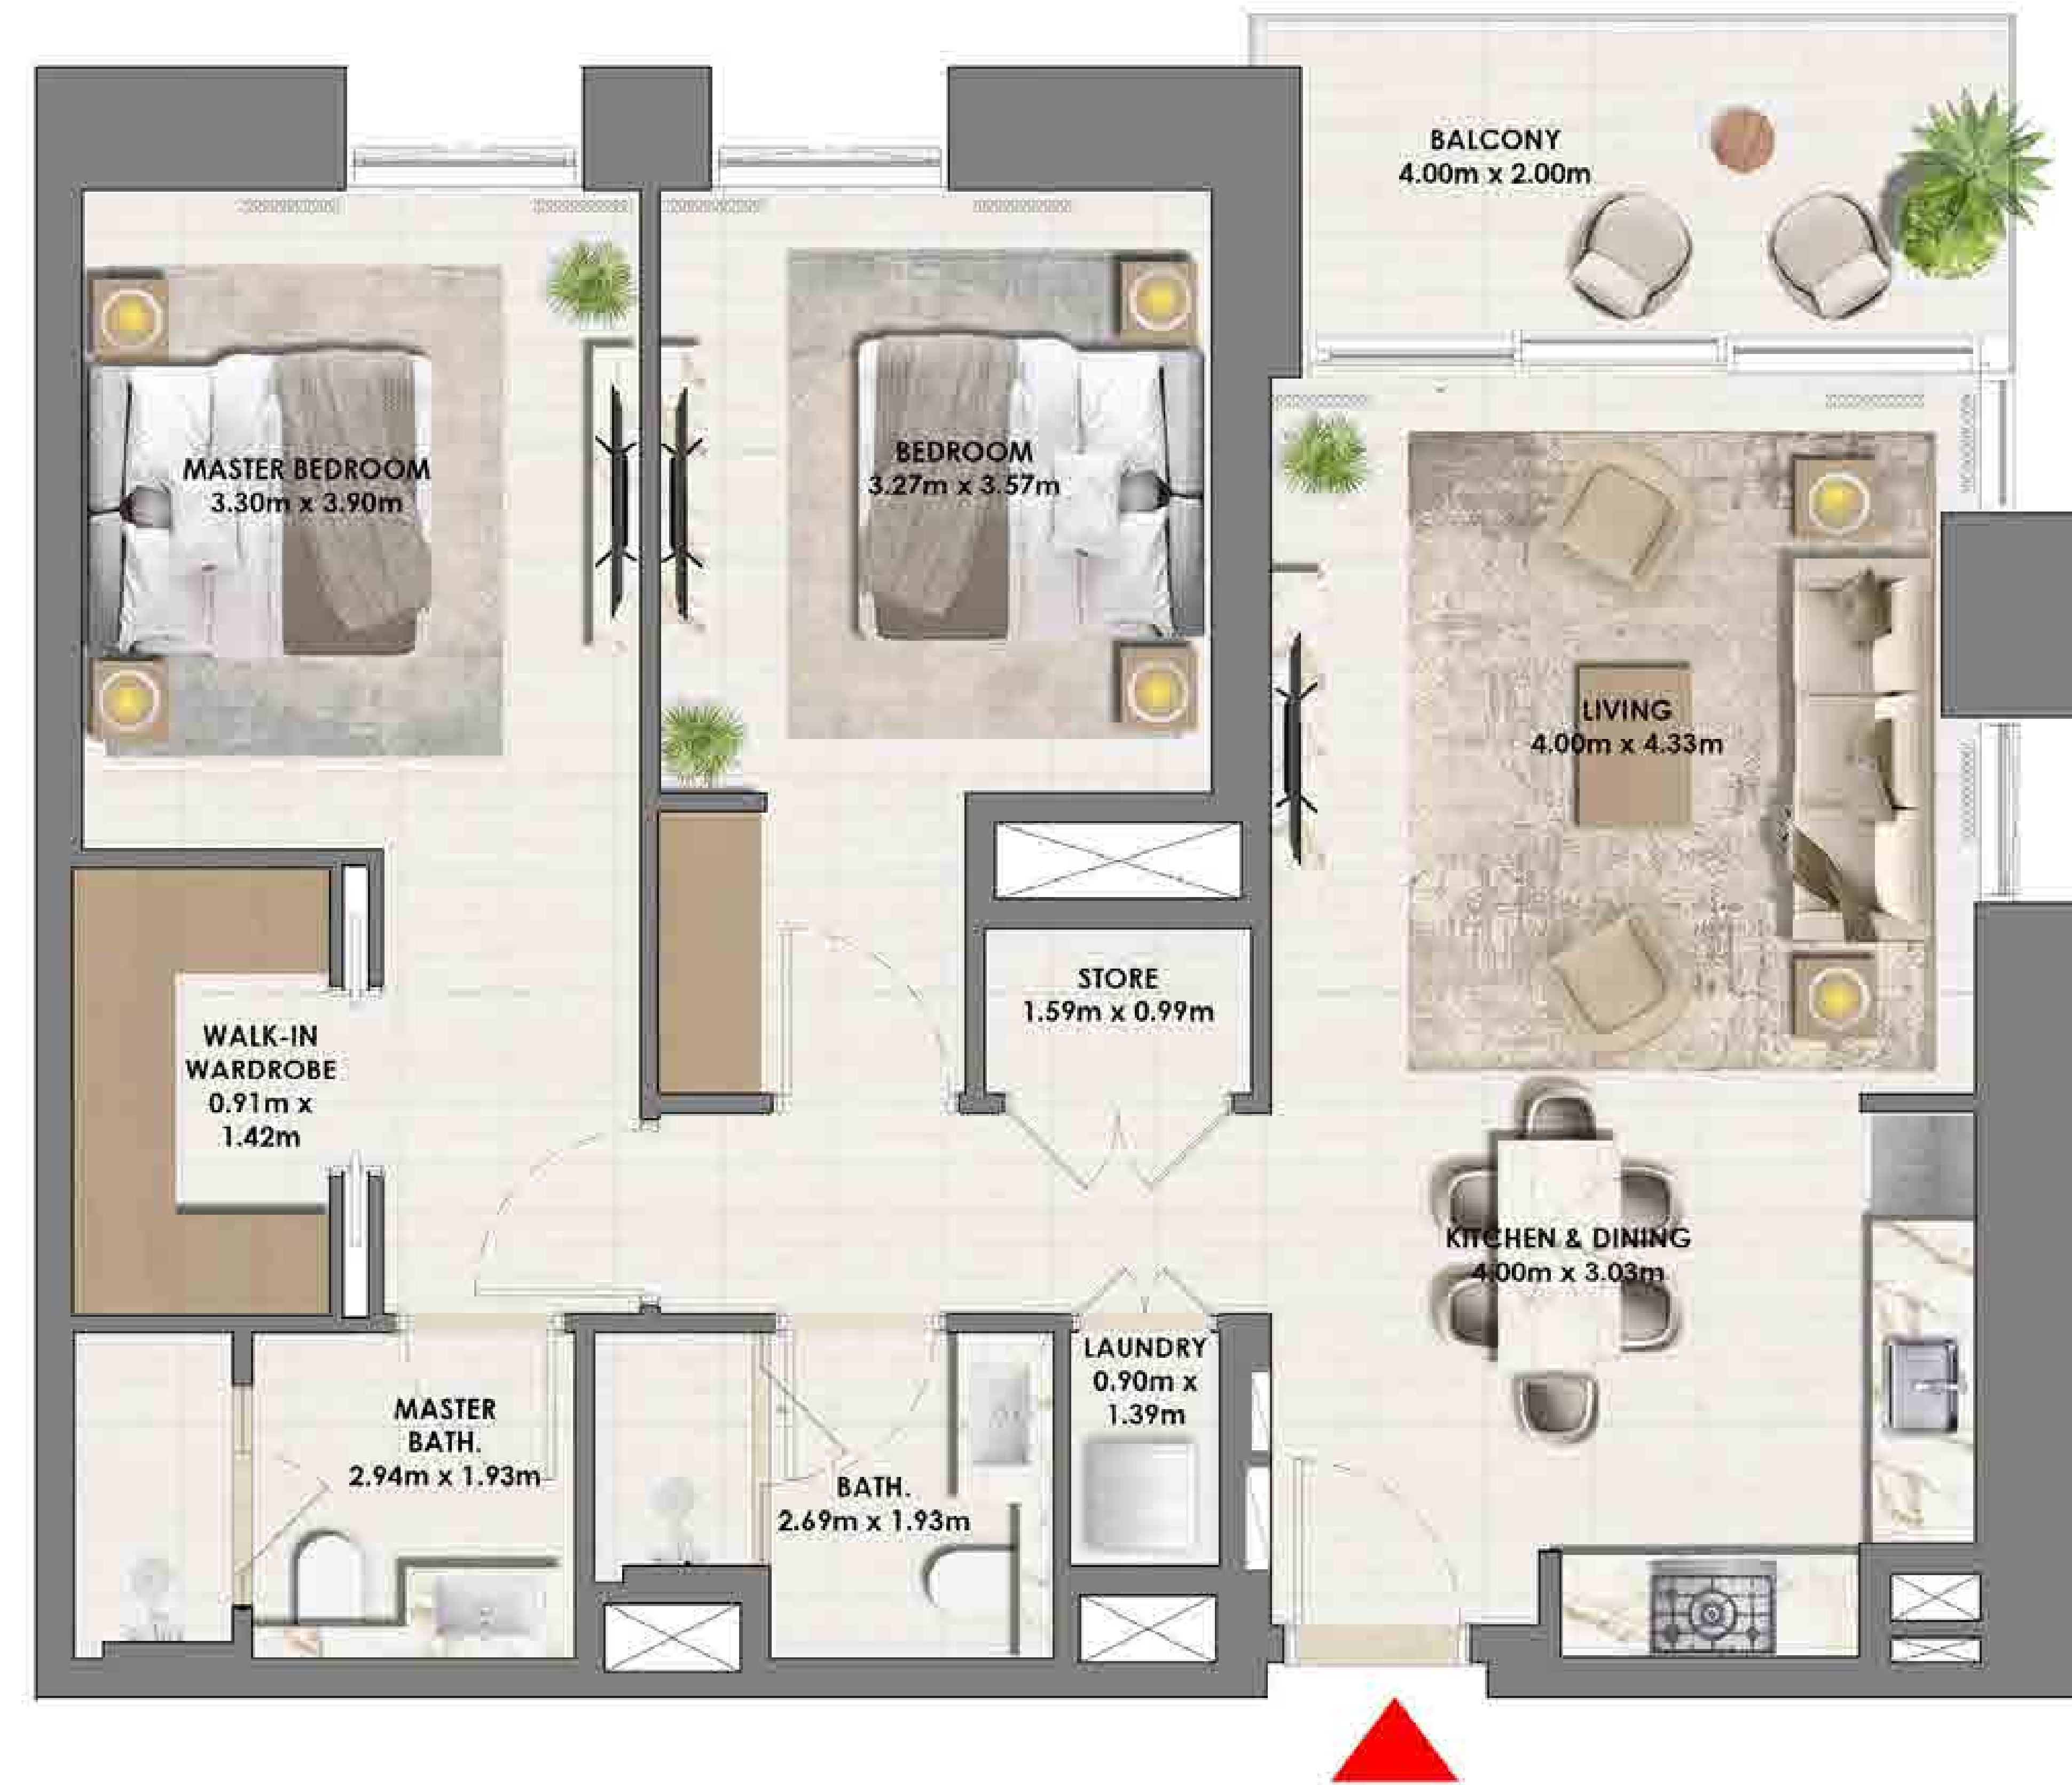 BALCONY
4.00m x 2.00m
MASTER BEDROOM
3.30m x 3.90m
BEDROOM
3.27m x 3.57m
LIVING
4.00m x 4.33m
STORE
1.59m x 0.99m
WALK-IN
WARDROBE
0.91m x
1.42m
KITCHEN & DINING
4.00m x 3.03m
MASTER
BATH.
2.94m x 1.93m
BATH.
2.69m x 1.93m
LAUNDRY
0.90m x
1.39m